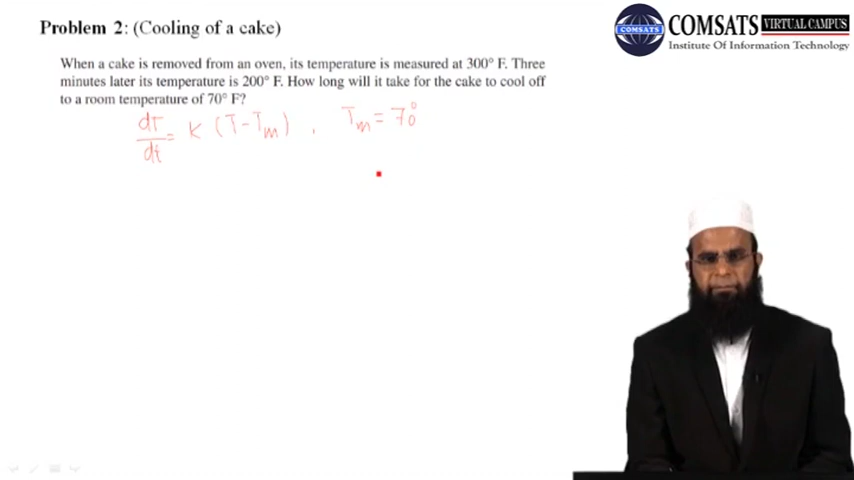 Problem 2: (Cooling of a cake)
COMSATS VIRTUAL CAMPUS
Institute Of Information Technology
When a cake is removed from an oven, its temperature is measured at 300° F. Three
minutes later its temperature is 200° F. How long will it take for the cake to cool off
to a room temperature of 70° F?
dT/dt = K (T - Tm) , Tm = 70°